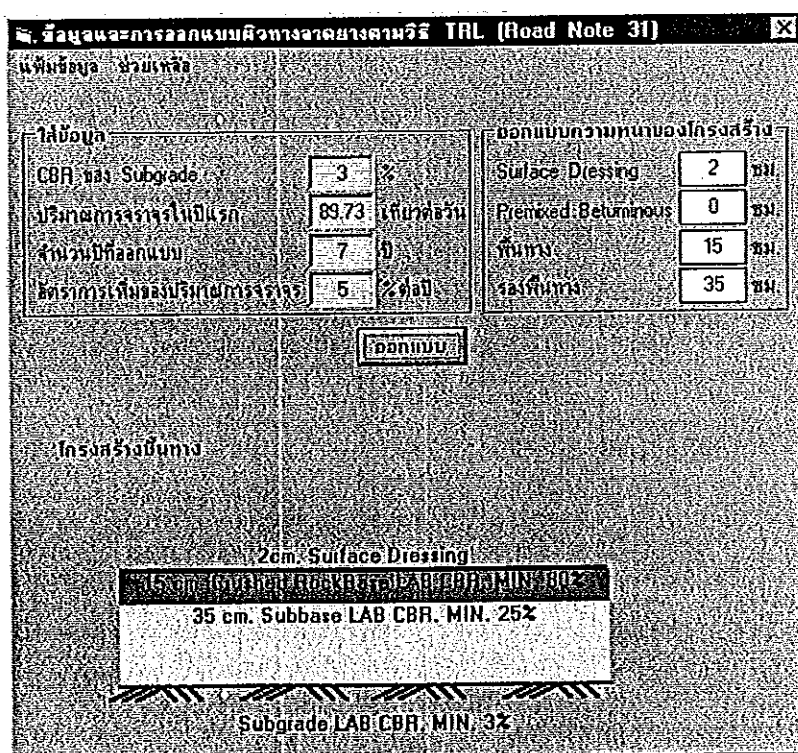 ข้อมูลและการออกแบบผิวทางลาดยางตามวิธี TRL (Road Note 31)
แฟ้มข้อมูล ช่วยเหลือ
ใส่ข้อมูล
CBR ของ Subgrade 3 %
ปริมาณการจราจรในปีแรก 89.73 เที่ยวต่อวัน
จำนวนปีที่ออกแบบ 7 ปี
อัตราการเพิ่มของปริมาณการจราจร 5 % ต่อปี
ออกแบบความหนาของโครงสร้าง
Surface Dressing 2 ซม.
Premixed Betuminous 0 ซม.
พื้นทาง 15 ซม.
รองพื้นทาง 35 ซม.
ออกแบบ
โครงสร้างชั้นทาง
2cm. Surface Dressing
15 cm. Crushed Rock Base LAB CBR. MIN. 80%
35 cm. Subbase LAB CBR. MIN. 25%
Subgrade LAB CBR. MIN. 3%